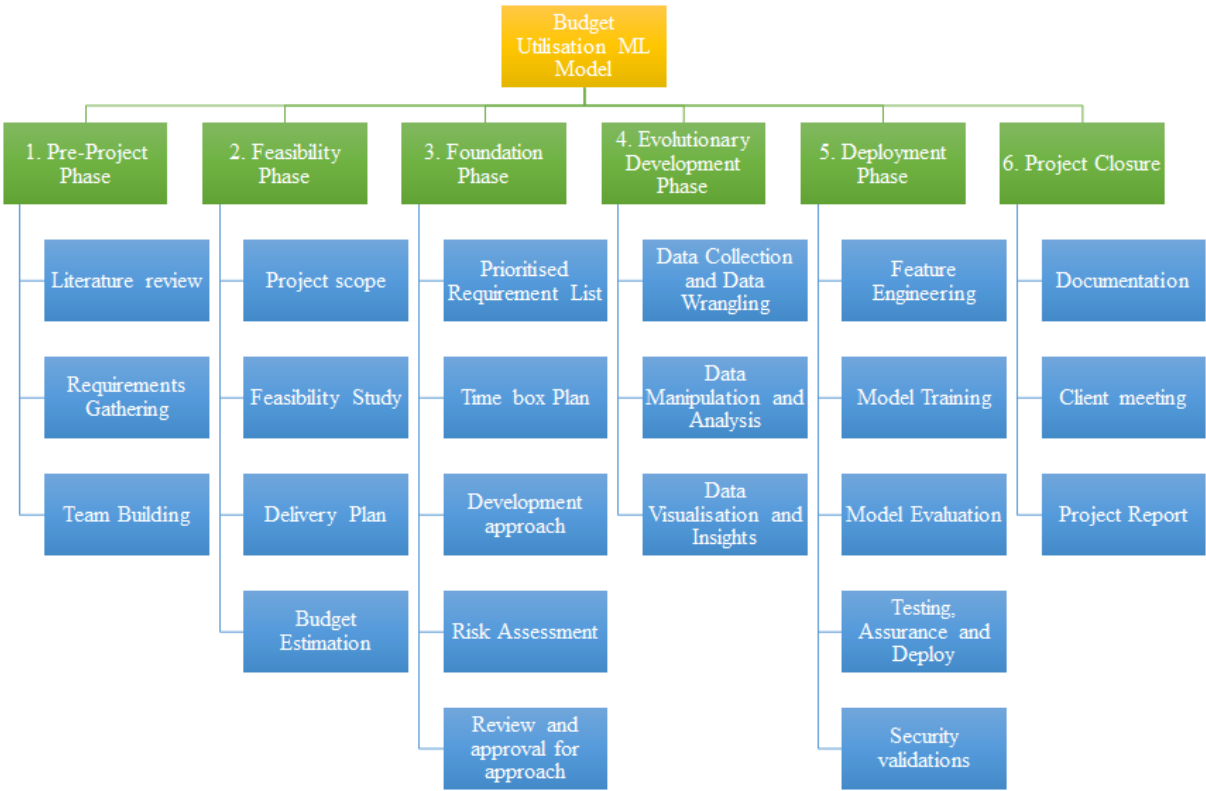 Budget
Utilisation ML
Model
1. Pre-Project
Phase
2. Feasibility
Phase
3. Foundation
Phase
4. Evolutionary
Development
Phase
5. Deployment
Phase
6. Project Closure
Literature review
Requirements
Gathering
Team Building
Project scope
Feasibility Study
Delivery Plan
Budget
Estimation
Prioritised
Requirement List
Time box Plan
Development
approach
Risk Assessment
Review and
approval for
approach
Data Collection
and Data
Wrangling
Data
Manipulation and
Analysis
Data
Visualisation and
Insights
Feature
Engineering
Model Training
Model Evaluation
Testing,
Assurance and
Deploy
Security
validations
Documentation
Client meeting
Project Report